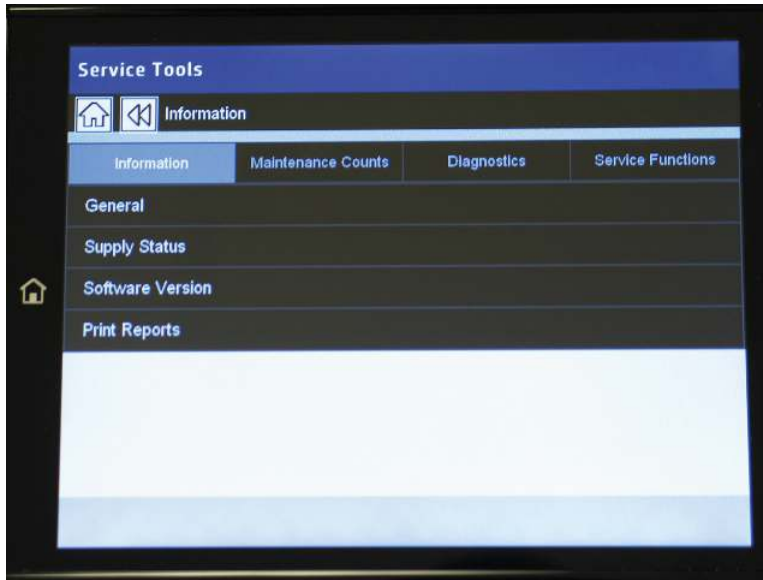 Service Tools
Information
Information Maintenance Counts Diagnostics Service Functions
General
Supply Status
Software Version
Print Reports